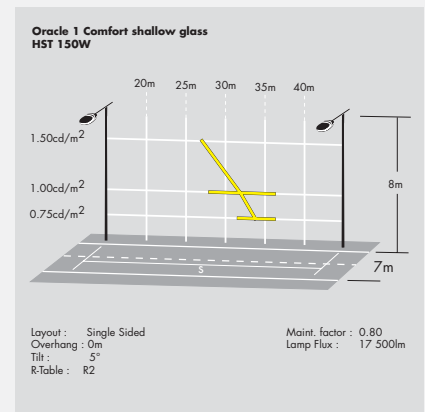 Oracle 1 Comfort shallow glass
HST 150W
20m 25m 30m 35m 40m
1.50cd/m²
1.00cd/m²
0.75cd/m²
8m
7m
S
Layout : Single Sided
Overhang : 0m
Tilt : 5°
R-Table : R2
Maint. factor : 0.80
Lamp Flux : 17 500lm